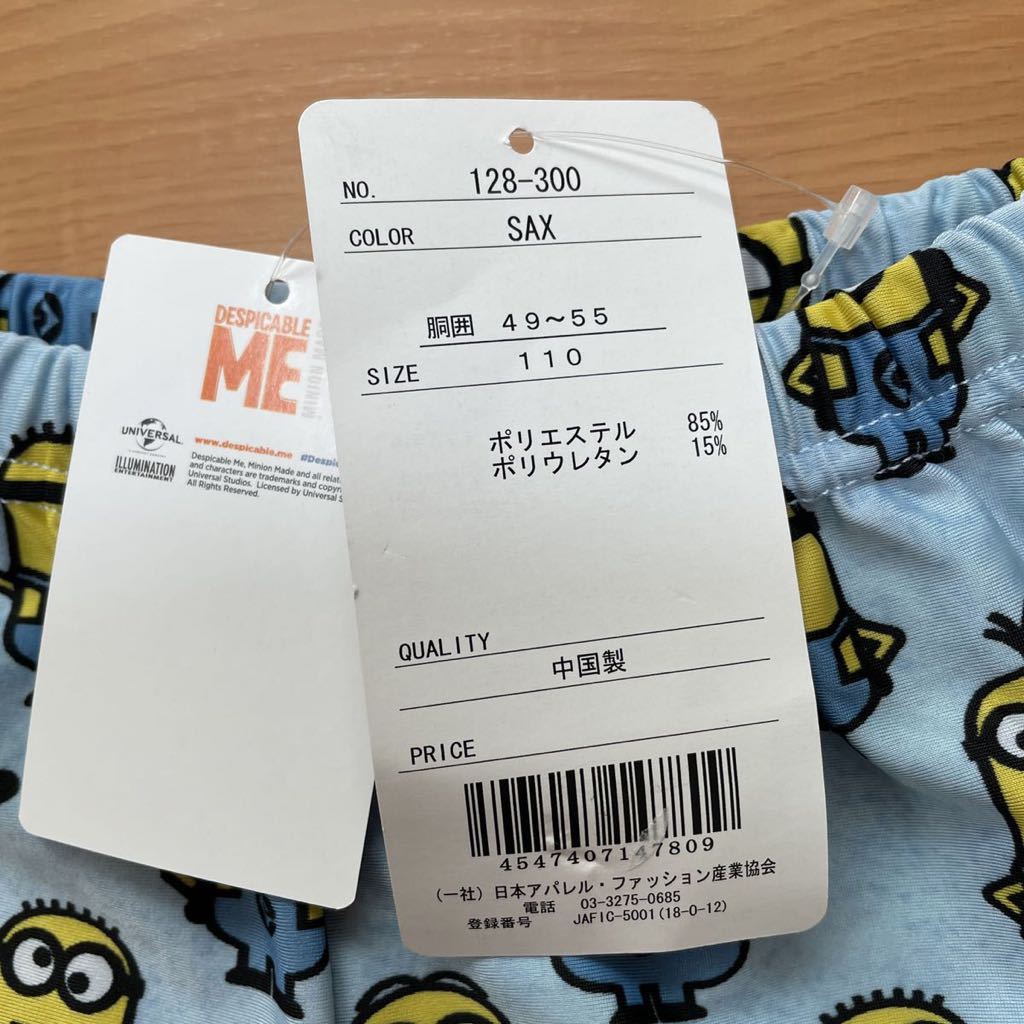 NO. 128-300
COLOR SAX
胴囲 49~55
SIZE 110
ポリエステル 85%
ポリウレタン 15%
QUALITY
中国製
PRICE
4547407147809
(一社)日本アパレル・ファッション産業協会
電話 03-3275-0685
登録番号 JAFIC-5001(18-0-12)
DESPICABLE
ME
MINION
UNIVERSAL
ILLUMINATION
ENTERTAINMENT
www.despicable.me
Despicable Me, Minion Made and all
and characters are trademarks and
Universal Studios. Licensed by Universal
All Rights Reserved.